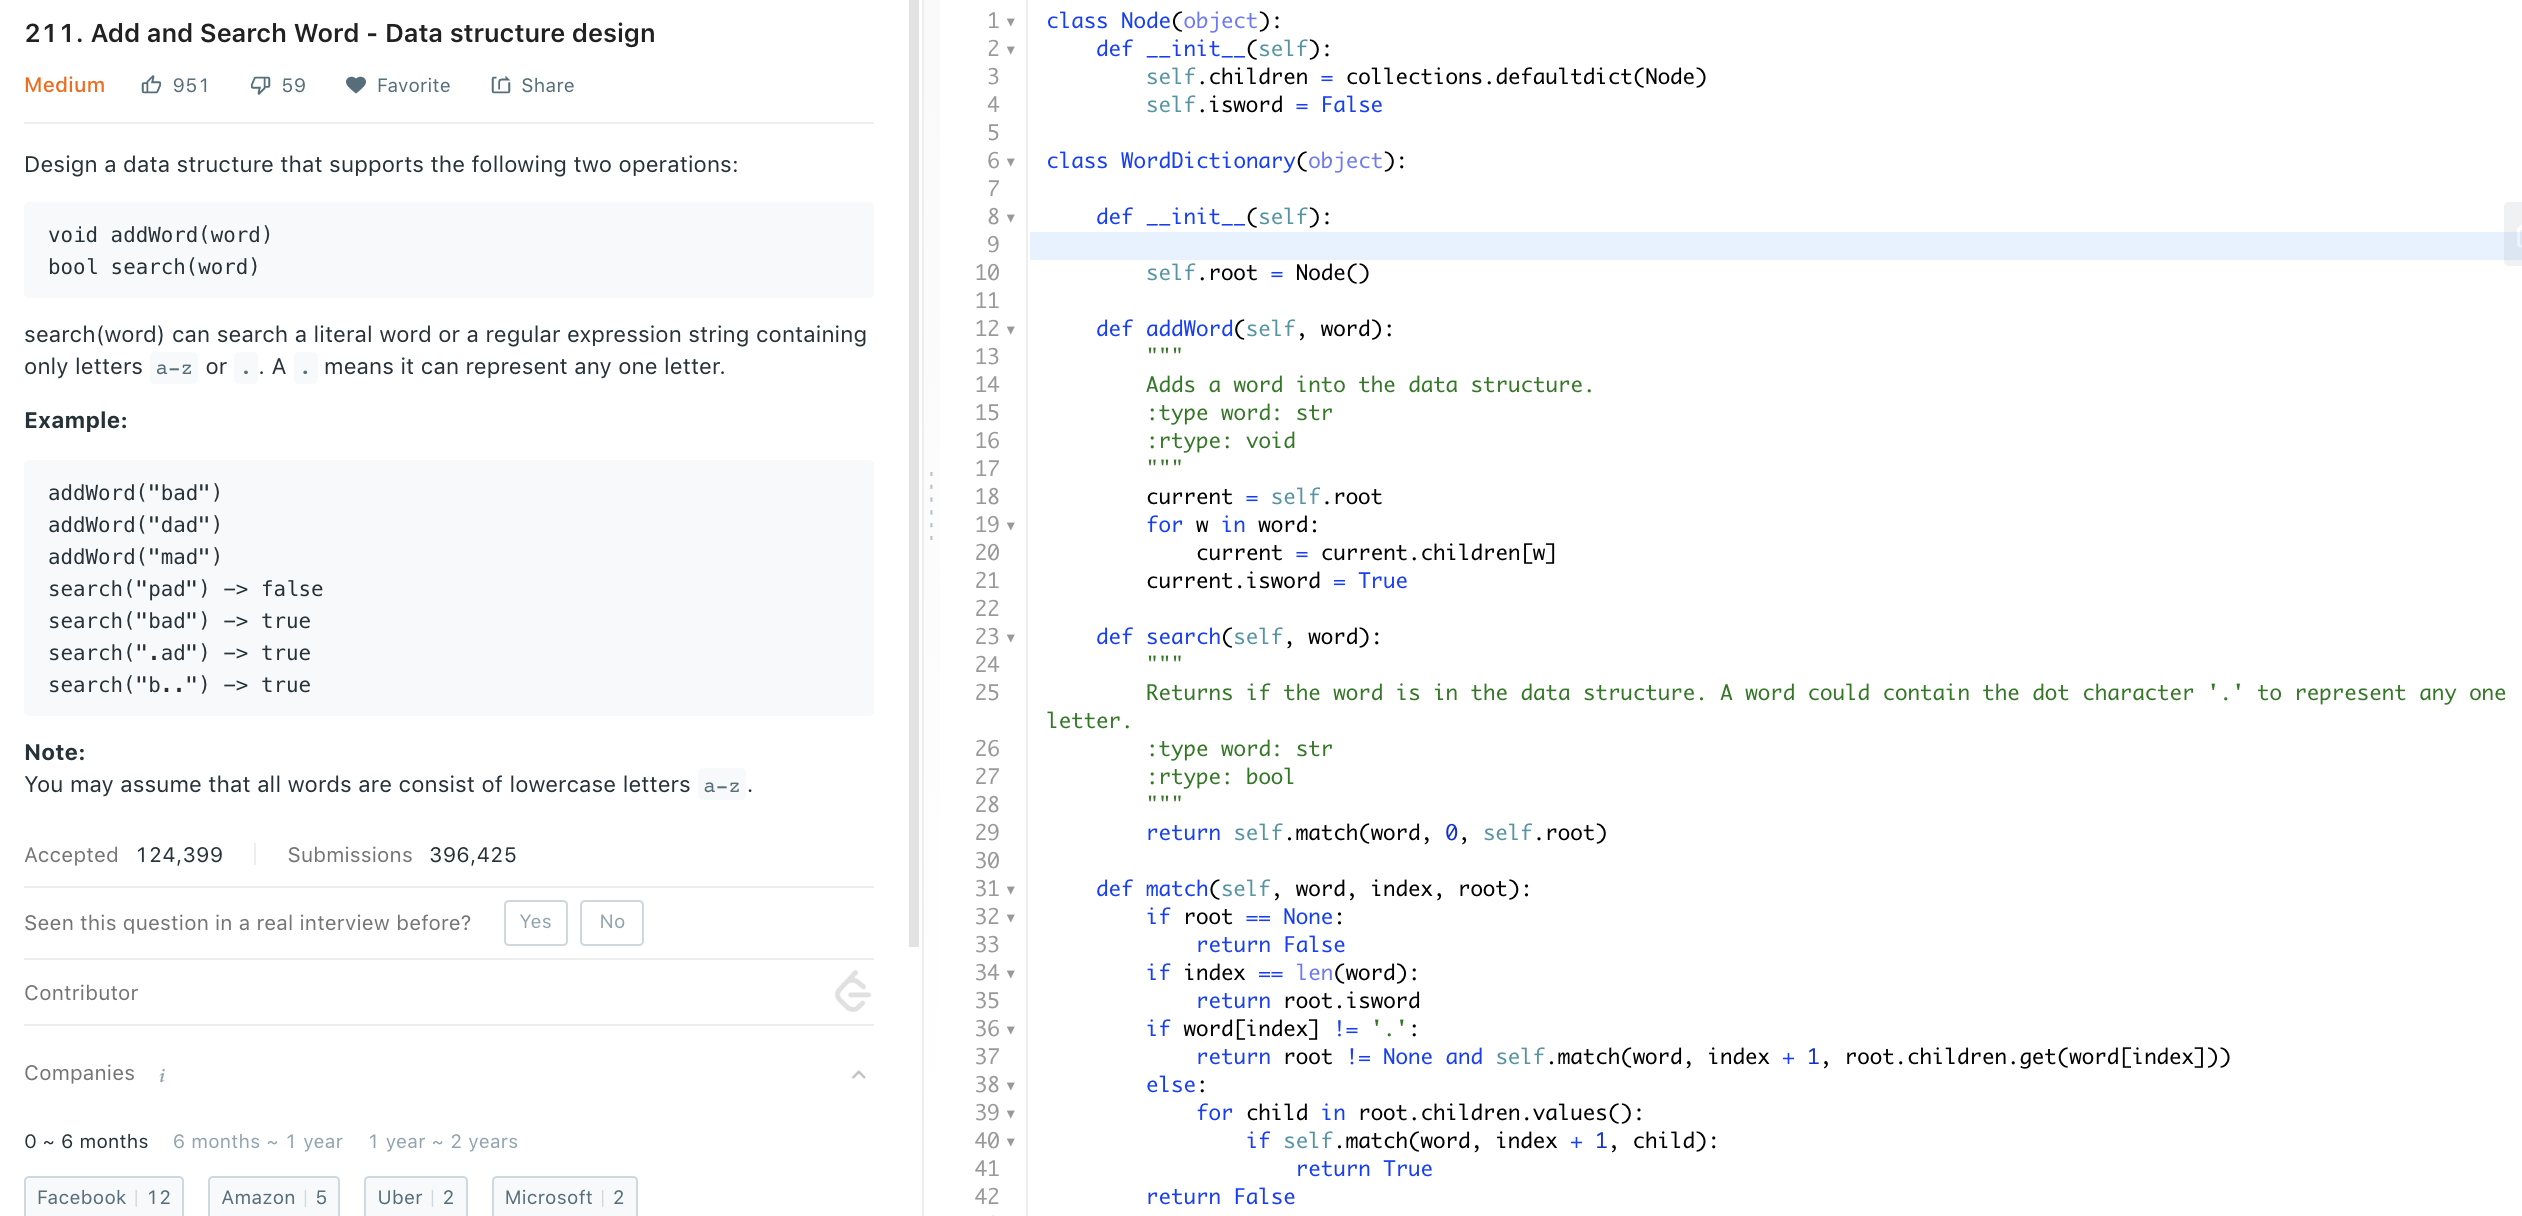 211. Add and Search Word - Data structure design
Medium 951 59 Favorite Share
Design a data structure that supports the following two operations:
void addWord(word)
bool search(word)
search(word) can search a literal word or a regular expression string containing
only letters a-z or . . A . means it can represent any one letter.
Example:
addWord("bad")
addWord("dad")
addWord("mad")
search("pad") -> false
search("bad") -> true
search(".ad") -> true
search("b..") -> true
Note:
You may assume that all words are consist of lowercase letters a-z .
Accepted 124,399 Submissions 396,425
Seen this question in a real interview before? Yes No
Contributor
Companies i
0 ~ 6 months 6 months ~ 1 year 1 year ~ 2 years
Facebook | 12 Amazon | 5 Uber | 2 Microsoft | 2
1 class Node(object):
2     def __init__(self):
3         self.children = collections.defaultdict(Node)
4         self.isword = False
5
6 class WordDictionary(object):
7
8     def __init__(self):
9
10         self.root = Node()
11
12     def addWord(self, word):
13         """
14         Adds a word into the data structure.
15         :type word: str
16         :rtype: void
17         """
18         current = self.root
19         for w in word:
20             current = current.children[w]
21         current.isword = True
22
23     def search(self, word):
24         """
25         Returns if the word is in the data structure. A word could contain the dot character '.' to represent any one
letter.
26         :type word: str
27         :rtype: bool
28         """
29         return self.match(word, 0, self.root)
30
31     def match(self, word, index, root):
32         if root == None:
33             return False
34         if index == len(word):
35             return root.isword
36         if word[index] != '.':
37             return root != None and self.match(word, index + 1, root.children.get(word[index]))
38         else:
39             for child in root.children.values():
40                 if self.match(word, index + 1, child):
41                     return True
42         return False